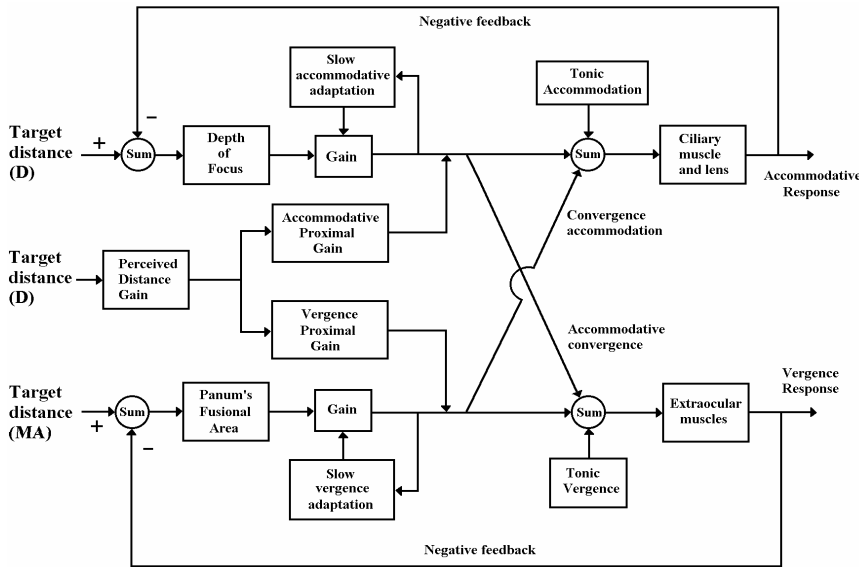 Negative feedback
Slow
accommodative
adaptation
Tonic
Accommodation
Target
distance
(D)
+
−
Sum
Depth
of
Focus
Gain
Sum
Ciliary
muscle
and lens
Accommodative
Response
Accommodative
Proximal
Gain
Convergence
accommodation
Target
distance
(D)
Perceived
Distance
Gain
Vergence
Proximal
Gain
Accommodative
convergence
Vergence
Response
Target
distance
(MA)
+
−
Sum
Panum's
Fusional
Area
Gain
Sum
Extraocular
muscles
Slow
vergence
adaptation
Tonic
Vergence
Negative feedback